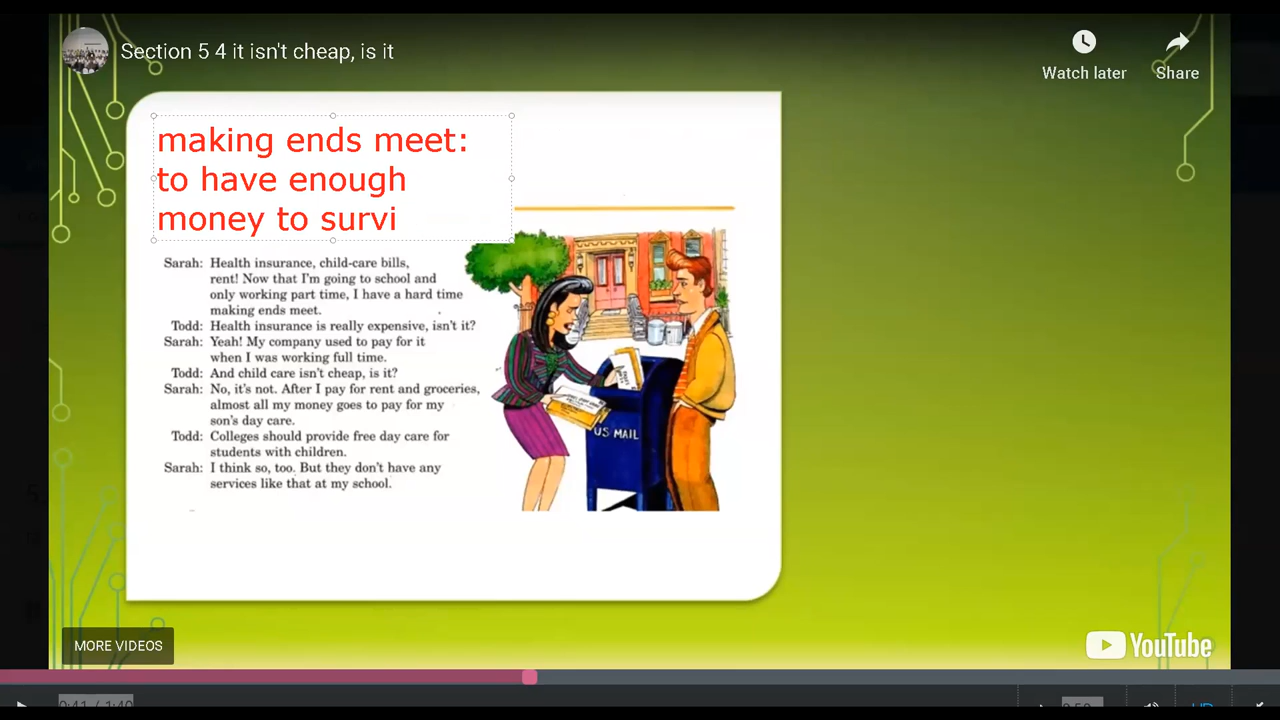 Section 5 4 it isn't cheap, is it
Watch later
Share
making ends meet:
to have enough
money to survi
Sarah: Health insurance, child-care bills,
rent! Now that I'm going to school and
only working part time, I have a hard time
making ends meet.
Todd: Health insurance is really expensive, isn't it?
Sarah: Yeah! My company used to pay for it
when I was working full time.
Todd: And child care isn't cheap, is it?
Sarah: No, it's not. After I pay for rent and groceries,
almost all my money goes to pay for my
son's day care.
Todd: Colleges should provide free day care for
students with children.
Sarah: I think so, too. But they don't have any
services like that at my school.
US MAIL
MORE VIDEOS
YouTube
0:41 / 1:40